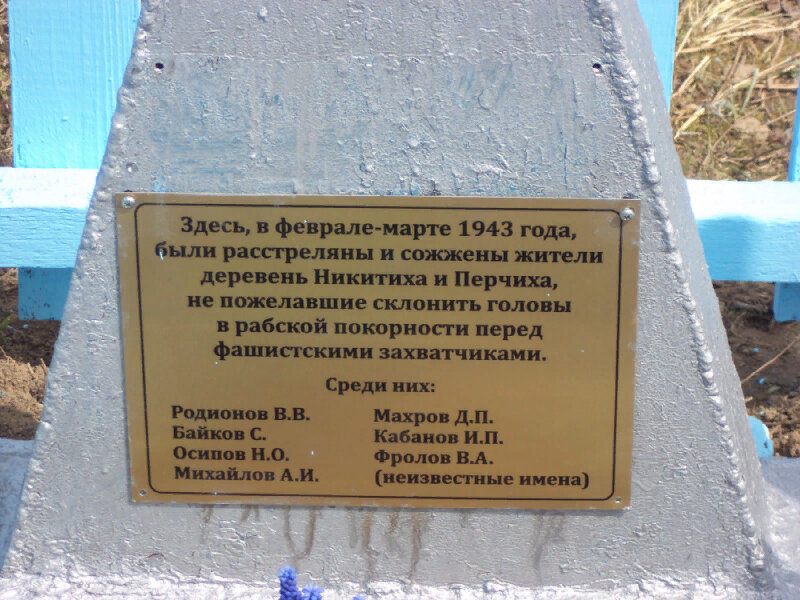 Здесь, в феврале-марте 1943 года,
были расстреляны и сожжены жители
деревень Никитиха и Перчиха,
не пожелавшие склонить головы
в рабской покорности перед
фашистскими захватчиками.
Среди них:
Родионов В.В.
Байков С.
Осипов Н.О.
Михайлов А.И.
Махров Д.П.
Кабанов И.П.
Фролов В.А.
(неизвестные имена)